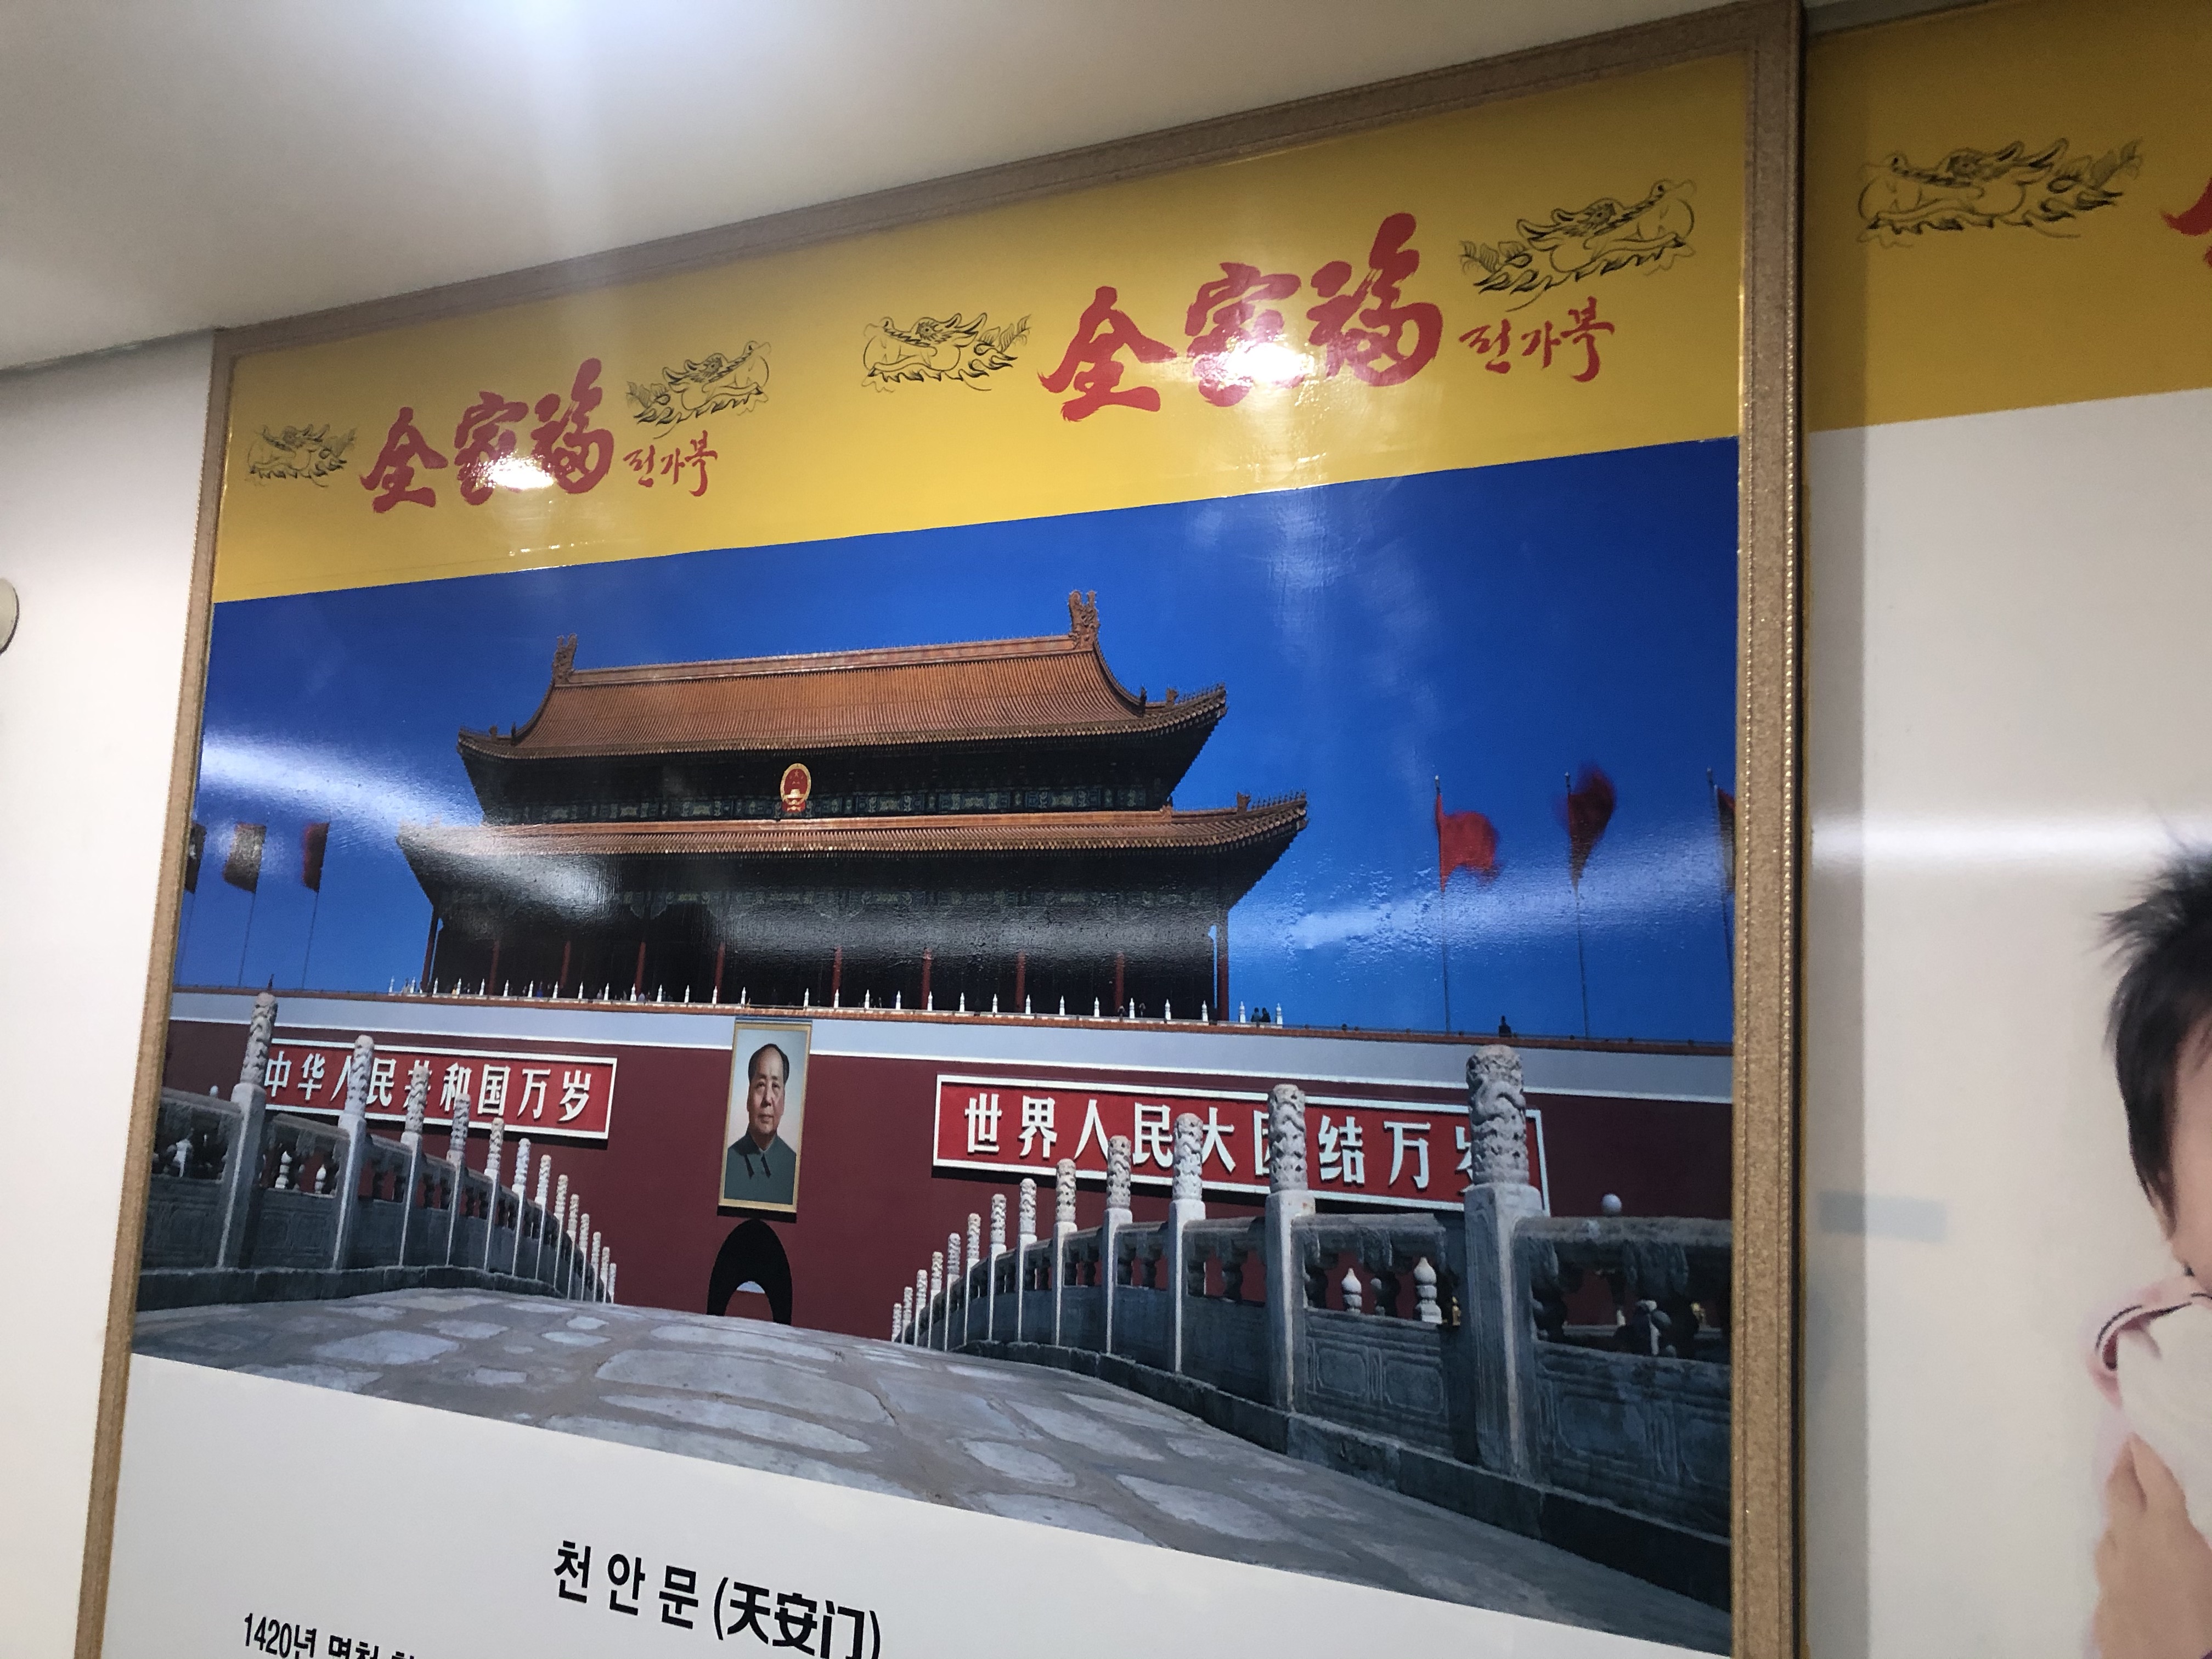 全家福 전가복
全家福 전가복
中华人民共和国万岁
世界人民大团结万岁
천안문 (天安门)
1420년